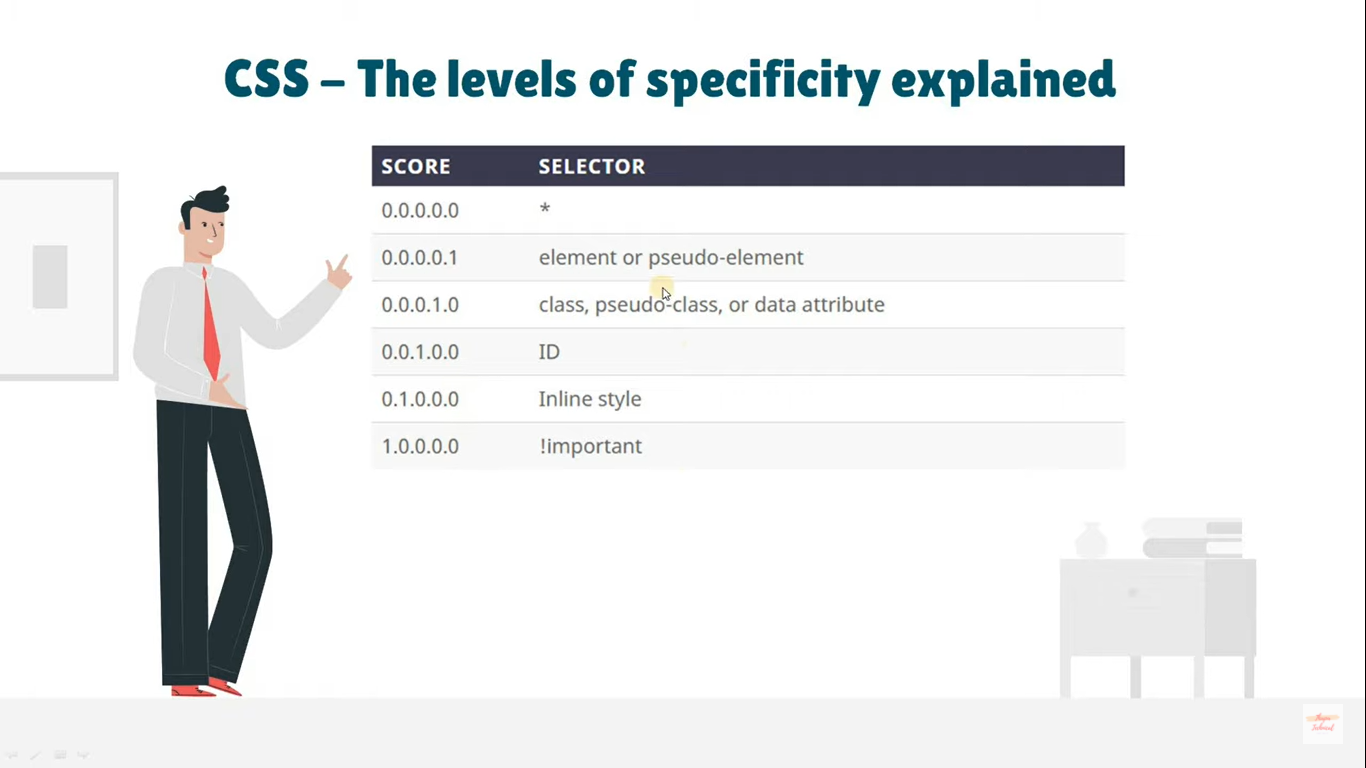 CSS – The levels of specificity explained
SCORE SELECTOR
0.0.0.0.0 *
0.0.0.0.1 element or pseudo-element
0.0.0.1.0 class, pseudo-class, or data attribute
0.0.1.0.0 ID
0.1.0.0.0 Inline style
1.0.0.0.0 !important
Technical